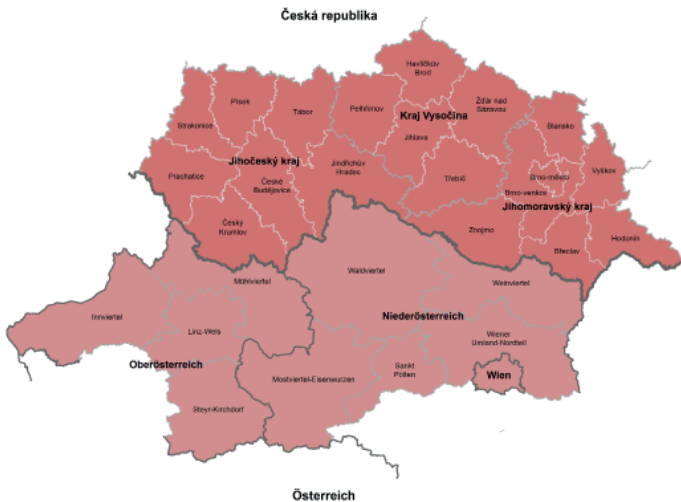 Česká republika
Havlíčkův
Brod
Písek
Tábor
Pelhřimov
Žďár nad
Sázavou
Strakonice
Kraj Vysočina
Blansko
Jihlava
Jihočeský kraj
Jindřichův
Hradec
Prachatice
České
Budějovice
Třebíč
Brno-město
Vyškov
Brno-venkov
Jihomoravský kraj
Český
Krumlov
Znojmo
Hodonín
Břeclav
Waldviertel
Mühlviertel
Weinviertel
Innviertel
Niederösterreich
Linz-Wels
Wiener
Umland-Nordteil
Oberösterreich
Sankt
Pölten
Mostviertel-Eisenwurzen
Wien
Steyr-Kirchdorf
Österreich